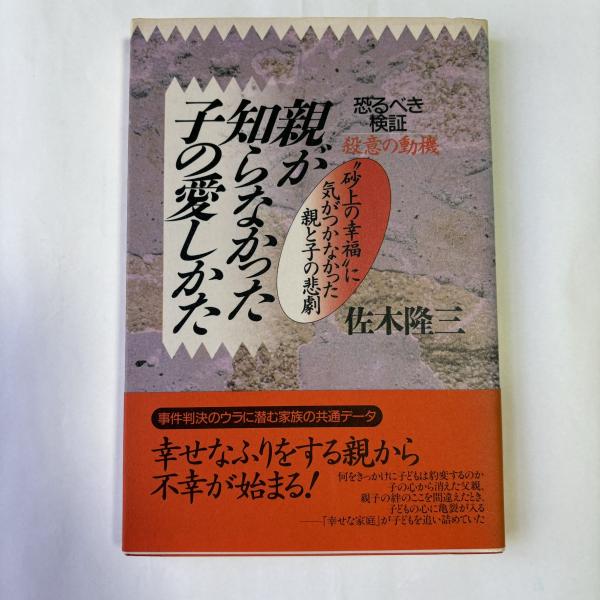 恐るべき
検証
殺意の動機
親が
知らなかった
子の愛しかた
"砂上の幸福"に
気がつかなかった
親と子の悲劇
佐木隆三
事件判決のウラに潜む家族の共通データ
幸せなふりをする親から
不幸が始まる!
何をきっかけに子どもは豹変するのか
子の心から消えた父親。
親子の絆のここを間違えたとき、
子どもの心に亀裂が入る
——「幸せな家庭」が子どもを追い詰めていた